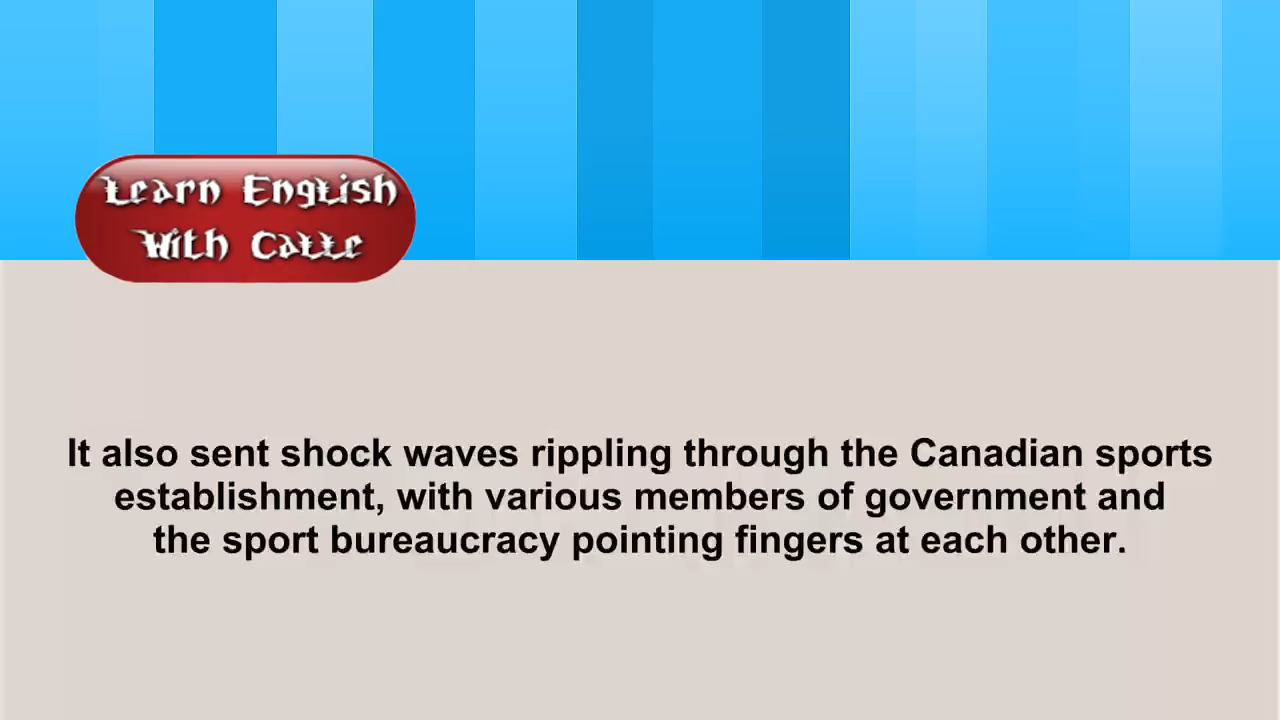 Learn English
With Catte
It also sent shock waves rippling through the Canadian sports
establishment, with various members of government and
the sport bureaucracy pointing fingers at each other.